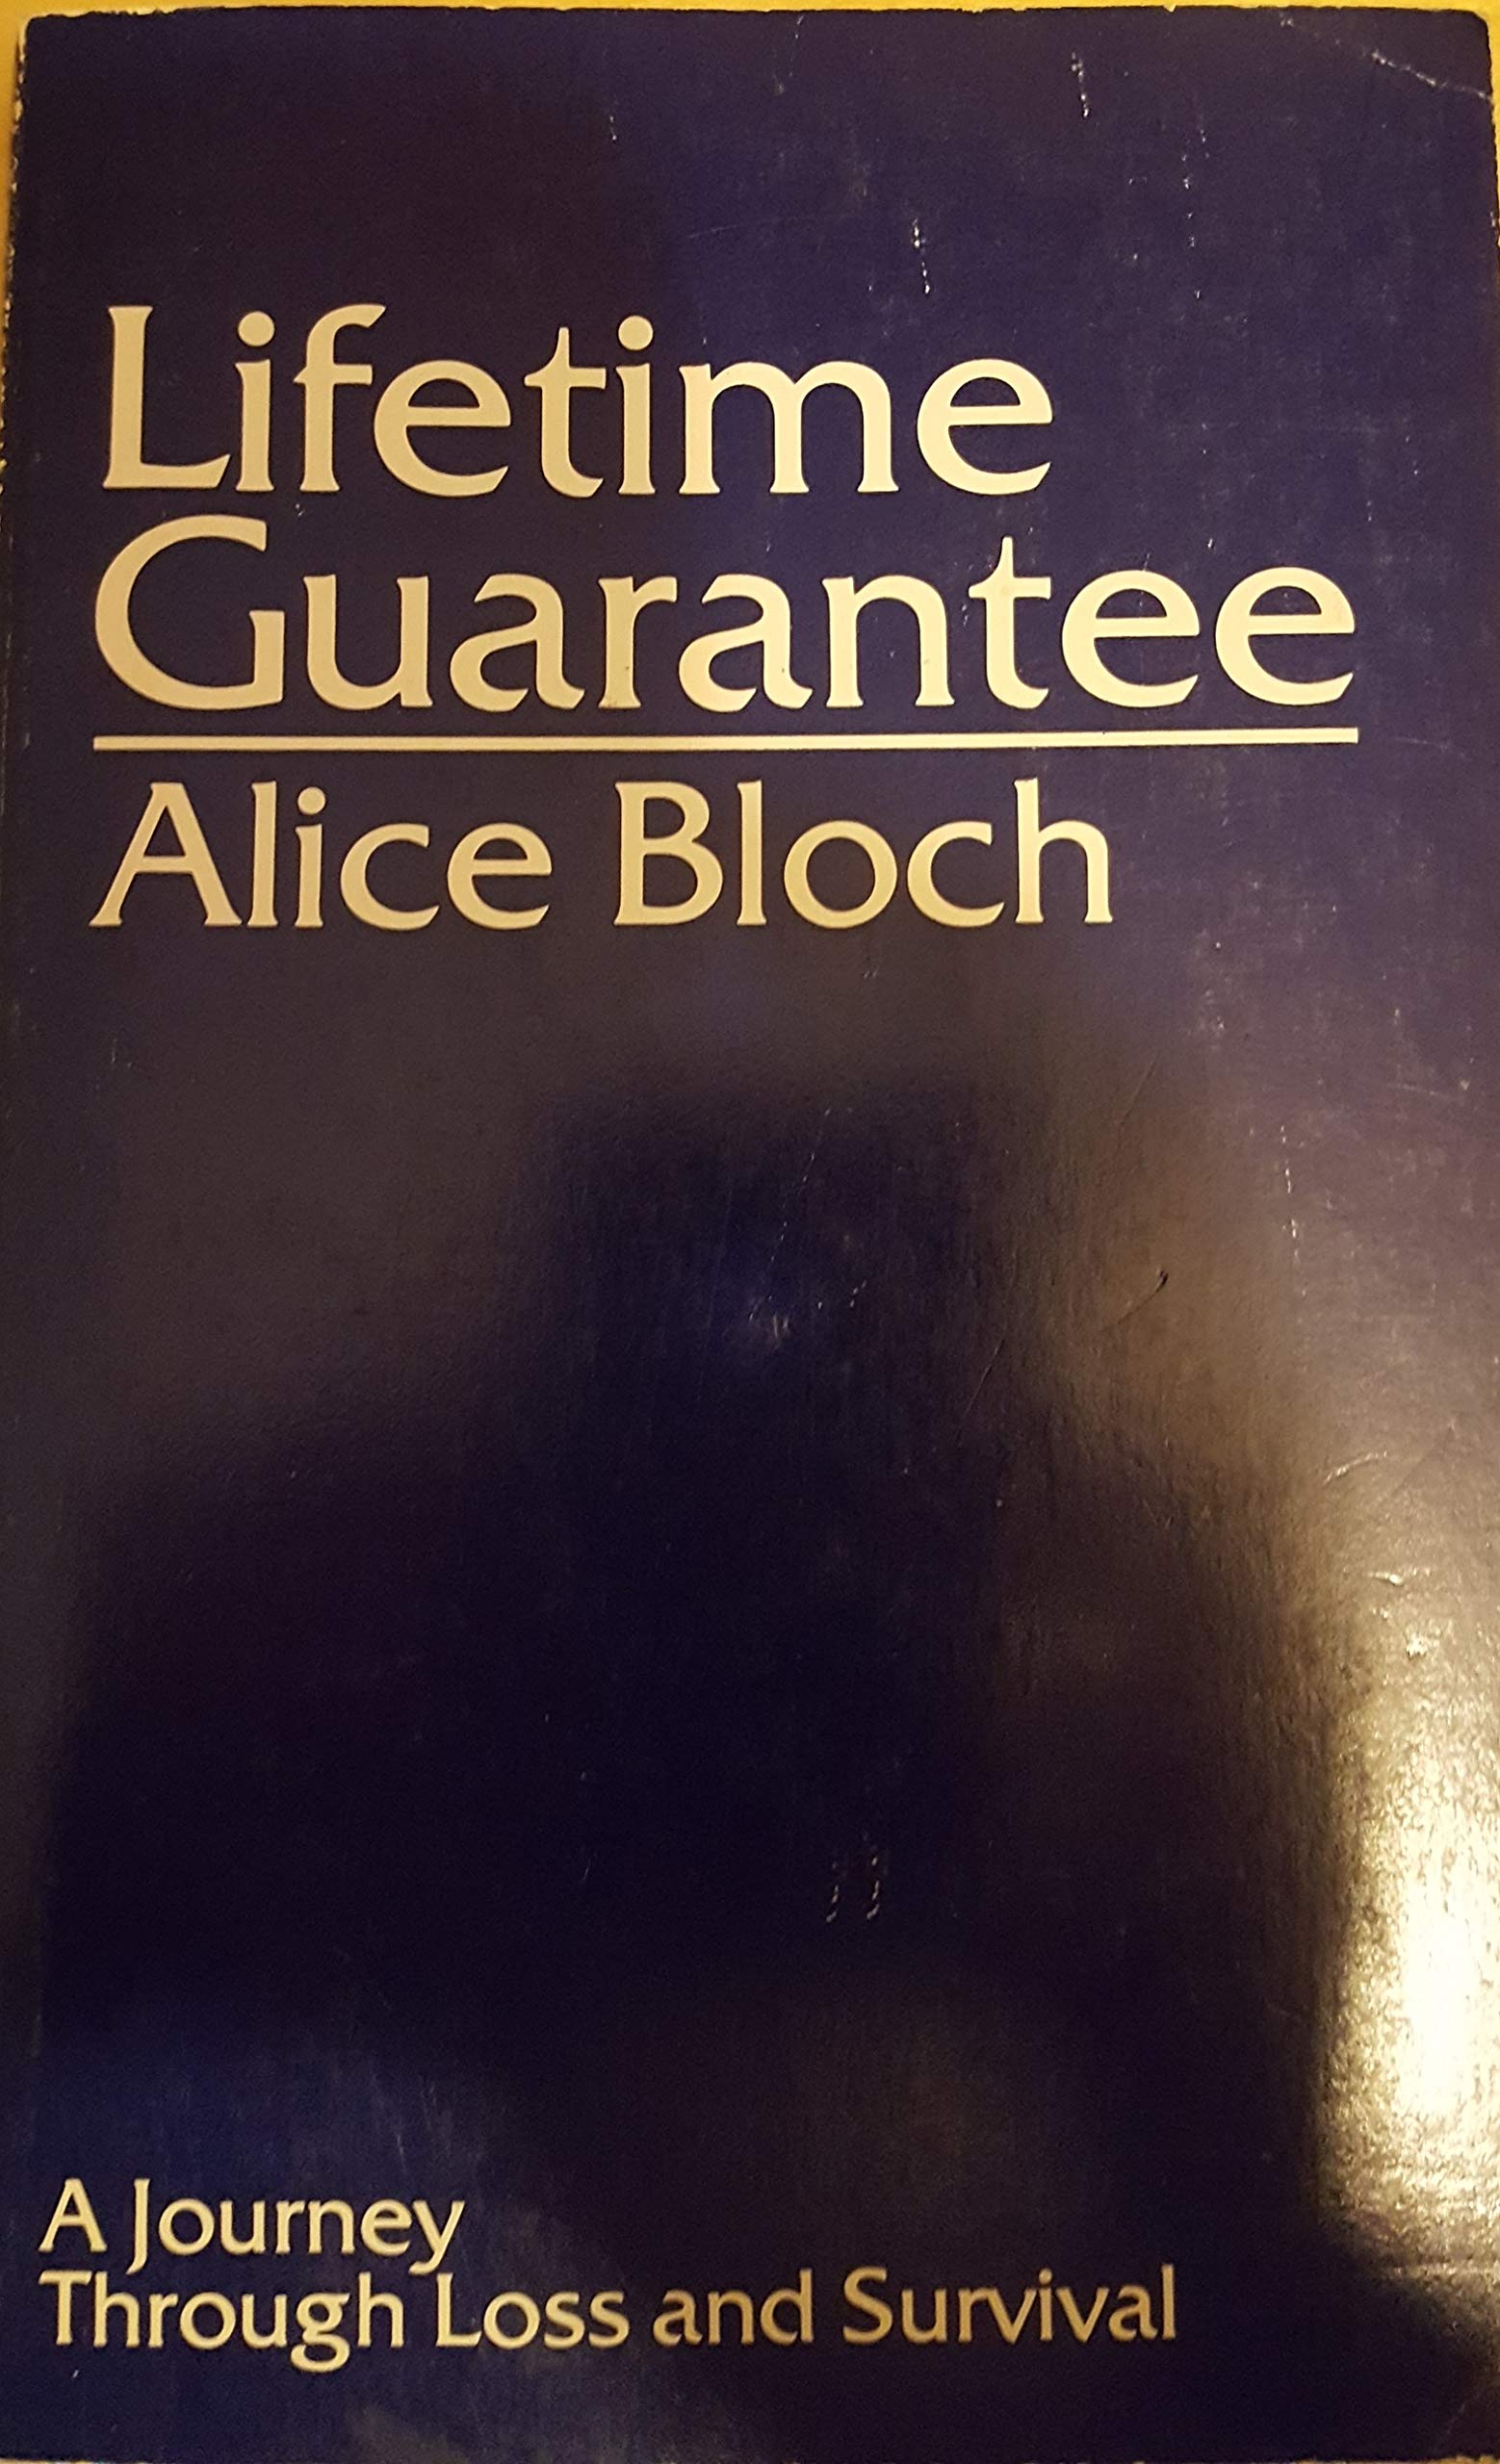 Lifetime
Guarantee
Alice Bloch
A Journey
Through Loss and Survival